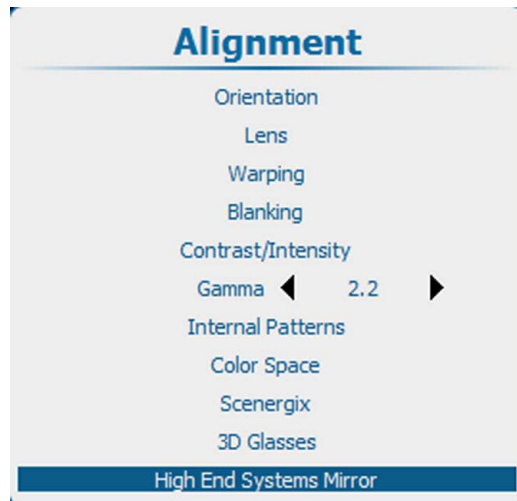 Alignment
Orientation
Lens
Warping
Blanking
Contrast/Intensity
Gamma 2.2
Internal Patterns
Color Space
Scenergix
3D Glasses
High End Systems Mirror